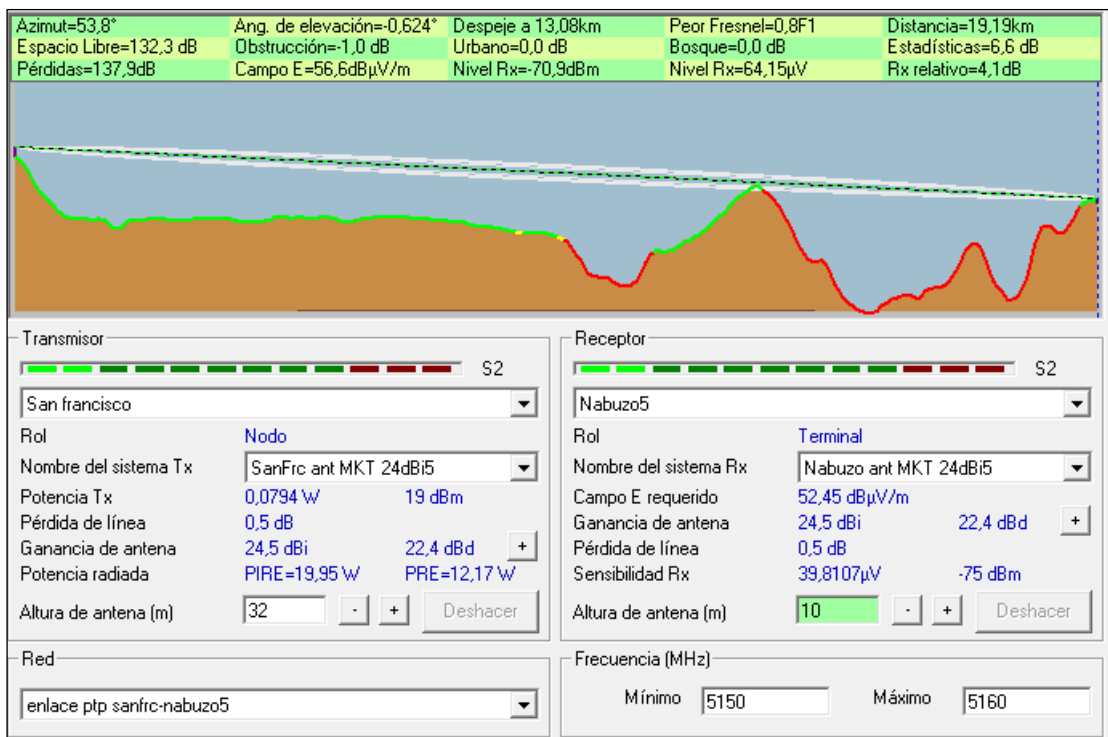 Azimut=53,8° Ang. de elevación=-0,624° Despeje a 13,08km Peor Fresnel=0,8F1 Distancia=19,19km
Espacio Libre=132,3 dB Obstrucción=-1,0 dB Urbano=0,0 dB Bosque=0,0 dB Estadísticas=6,6 dB
Pérdidas=137,9dB Campo E=56,6dBμV/m Nivel Rx=-70,9dBm Nivel Rx=64,15μV Rx relativo=4,1dB
Transmisor
S2
San francisco
Rol Nodo
Nombre del sistema Tx SanFrc ant MKT 24dBi5
Potencia Tx 0,0794 W 19 dBm
Pérdida de línea 0,5 dB
Ganancia de antena 24,5 dBi 22,4 dBd +
Potencia radiada PIRE=19,95 W PRE=12,17 W
Altura de antena (m) 32 - + Deshacer
Red
enlace ptp sanfrc-nabuzo5
Receptor
S2
Nabuzo5
Rol Terminal
Nombre del sistema Rx Nabuzo ant MKT 24dBi5
Campo E requerido 52,45 dBμV/m
Ganancia de antena 24,5 dBi 22,4 dBd +
Pérdida de línea 0,5 dB
Sensibilidad Rx 39,8107μV -75 dBm
Altura de antena (m) 10 - + Deshacer
Frecuencia (MHz)
Mínimo 5150 Máximo 5160